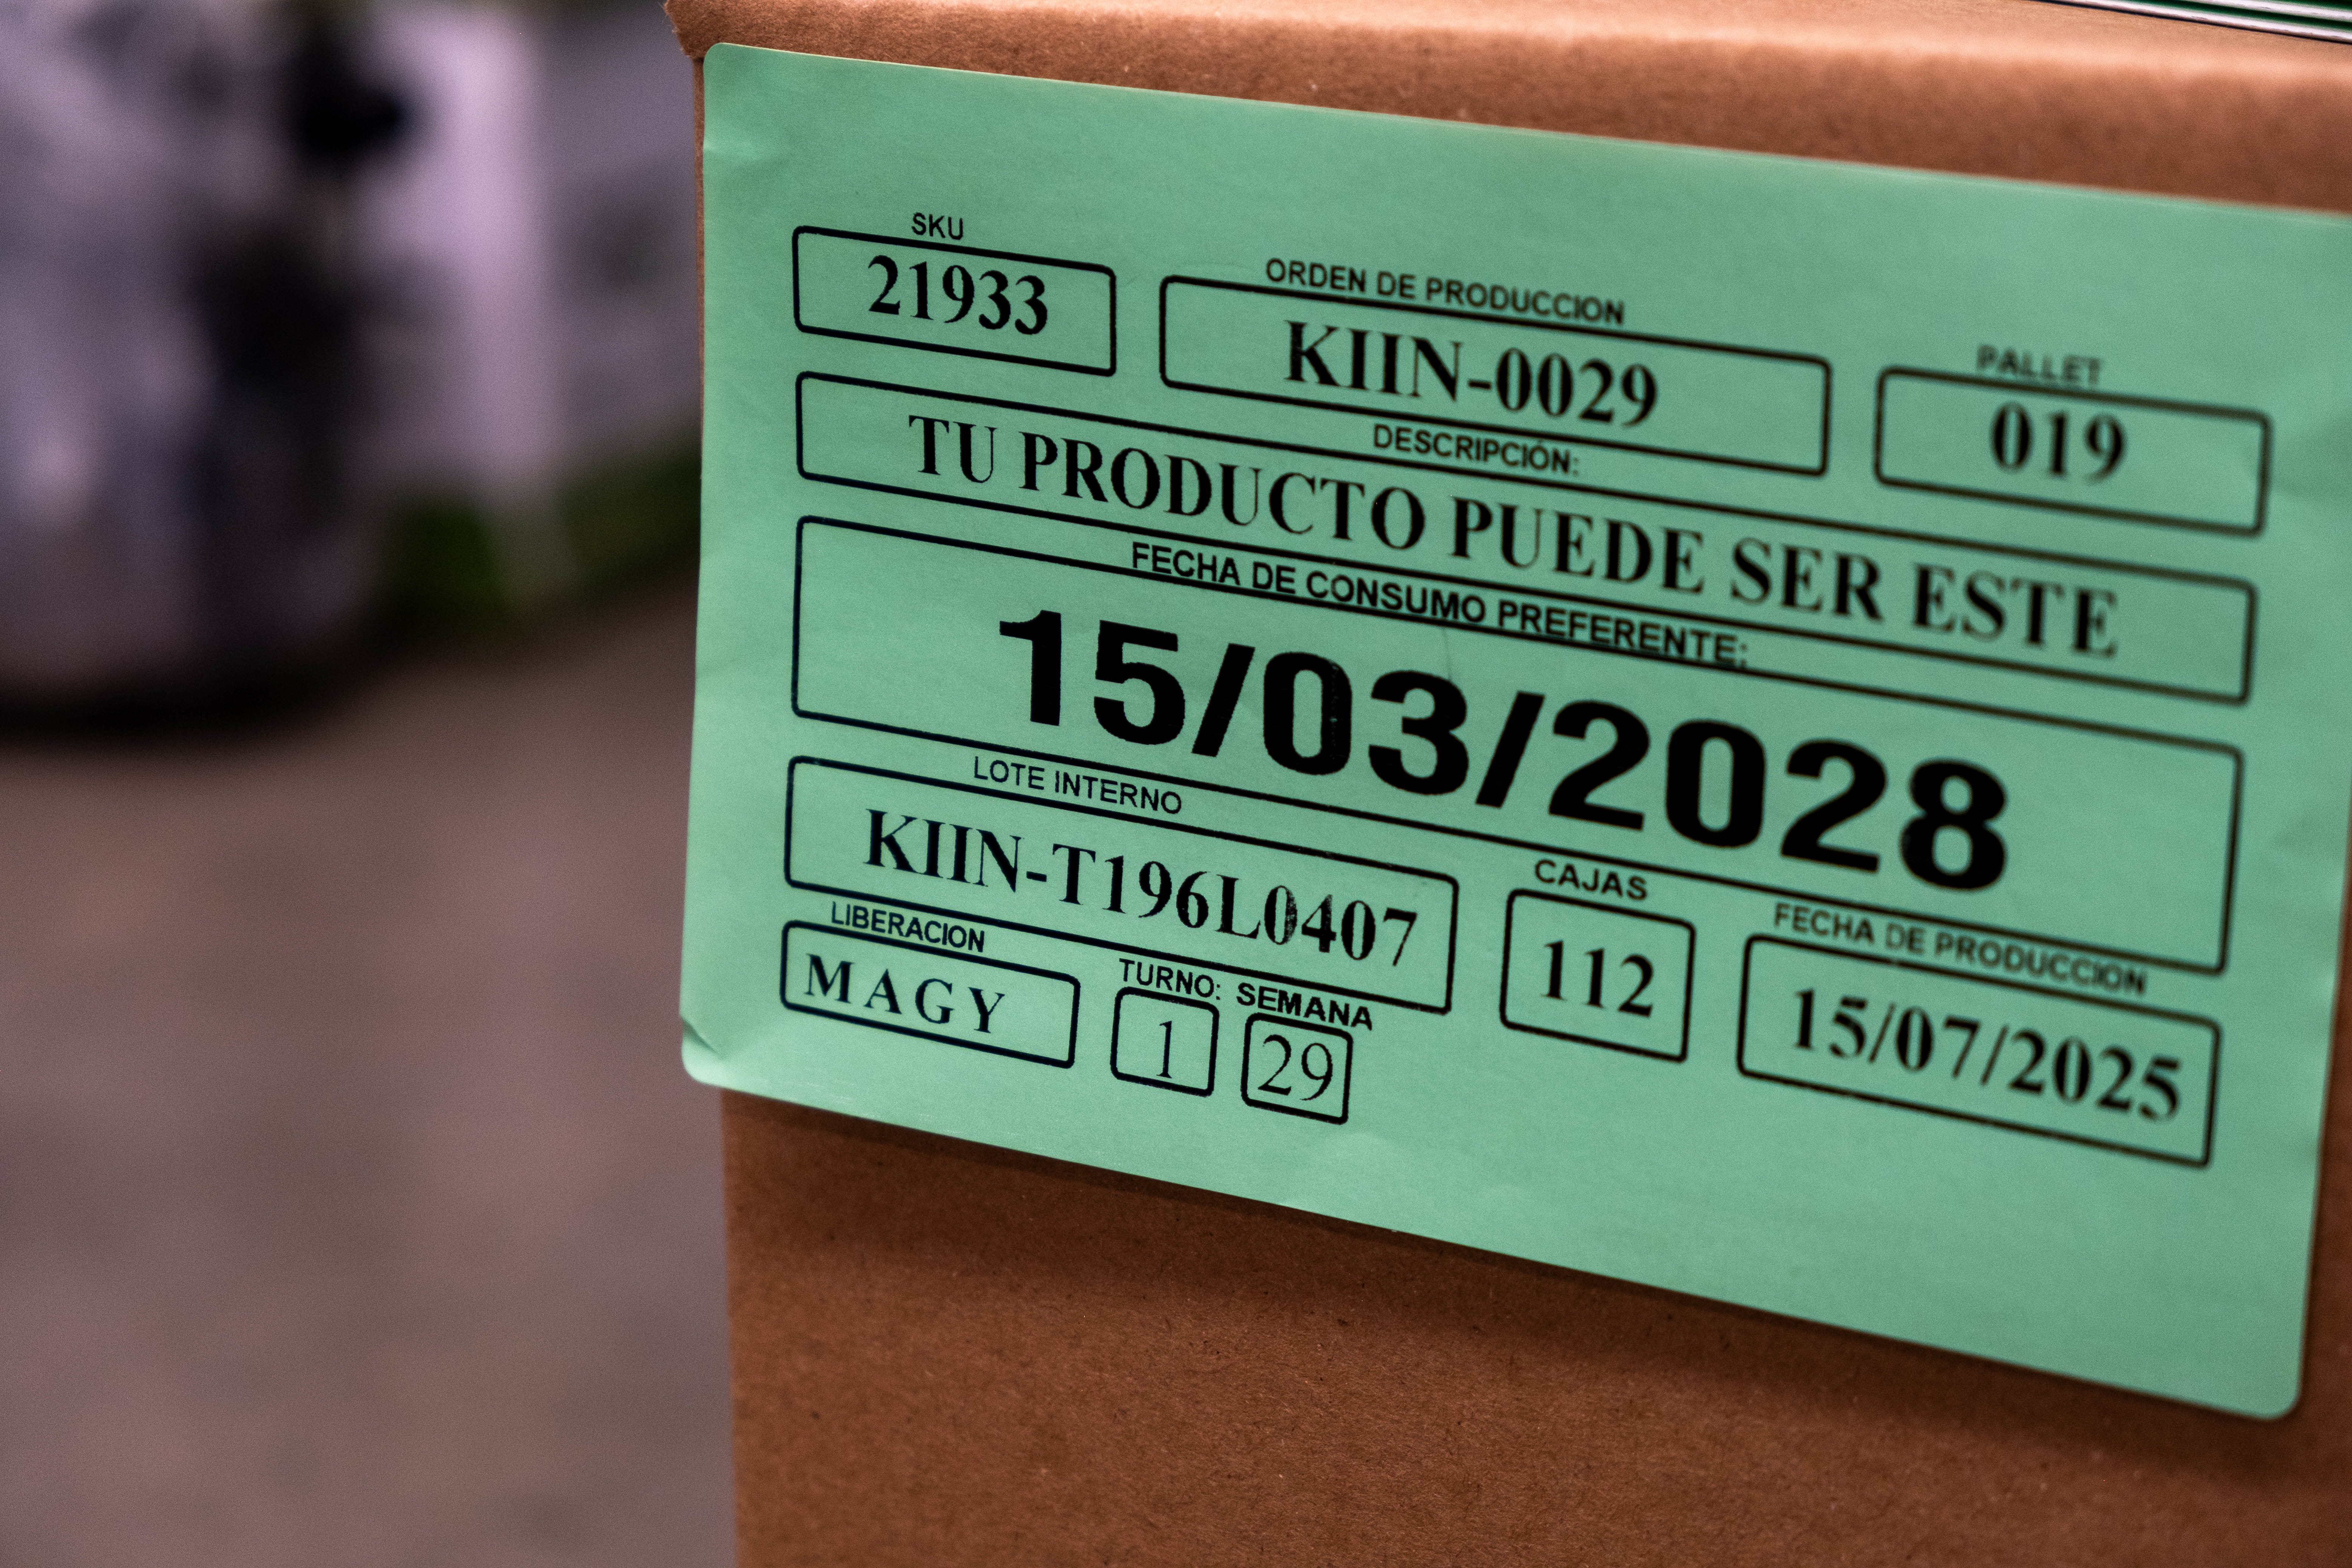 SKU
21933
ORDEN DE PRODUCCION
KIIN-0029
PALLET
019
DESCRIPCIÓN:
TU PRODUCTO PUEDE SER ESTE
FECHA DE CONSUMO PREFERENTE:
15/03/2028
LOTE INTERNO
KIIN-T196L0407
CAJAS
112
FECHA DE PRODUCCION
15/07/2025
LIBERACION
MAGY
TURNO:
1
SEMANA
29